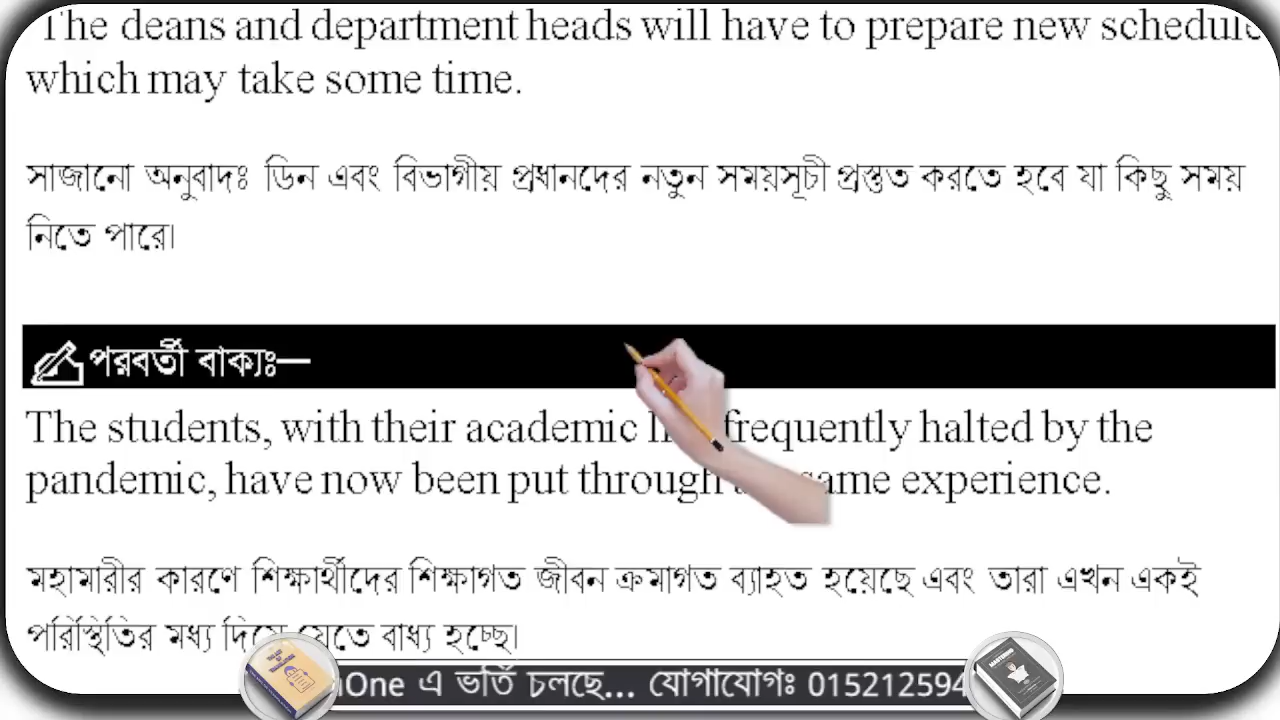 The deans and department heads will have to prepare new schedule
which may take some time.
সাজানো অনুবাদঃ ডিন এবং বিভাগীয় প্রধানদের নতুন সময়সূচী প্রস্তুত করতে হবে যা কিছু সময়
নিতে পারে।
পরবর্তী বাক্যঃ—
The students, with their academic frequently halted by the
pandemic, have now been put through same experience.
মহামারীর কারণে শিক্ষার্থীদের শিক্ষাগত জীবন ক্রমাগত ব্যাহত হয়েছে এবং তারা এখন একই
পরিস্থিতির মধ্য দিয়ে যেতে বাধ্য হচ্ছে।
nOne এ ভর্তি চলছে... যোগাযোগঃ 015212594